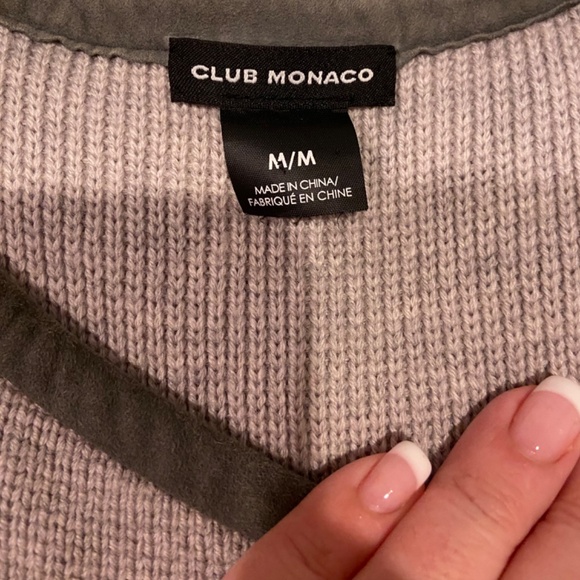 CLUB MONACO
M/M
MADE IN CHINA/
FABRIQUÉ EN CHINE